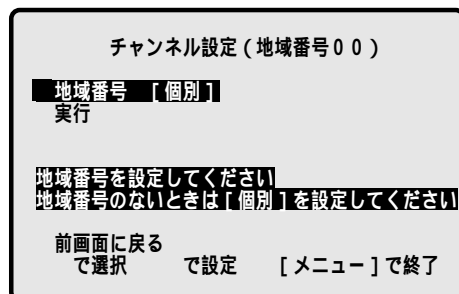 チャンネル設定（地域番号００）
地域番号 ［個別］
実行
地域番号を設定してください
地域番号のないときは［個別］を設定してください
前画面に戻る
で選択 で設定 ［メニュー］で終了